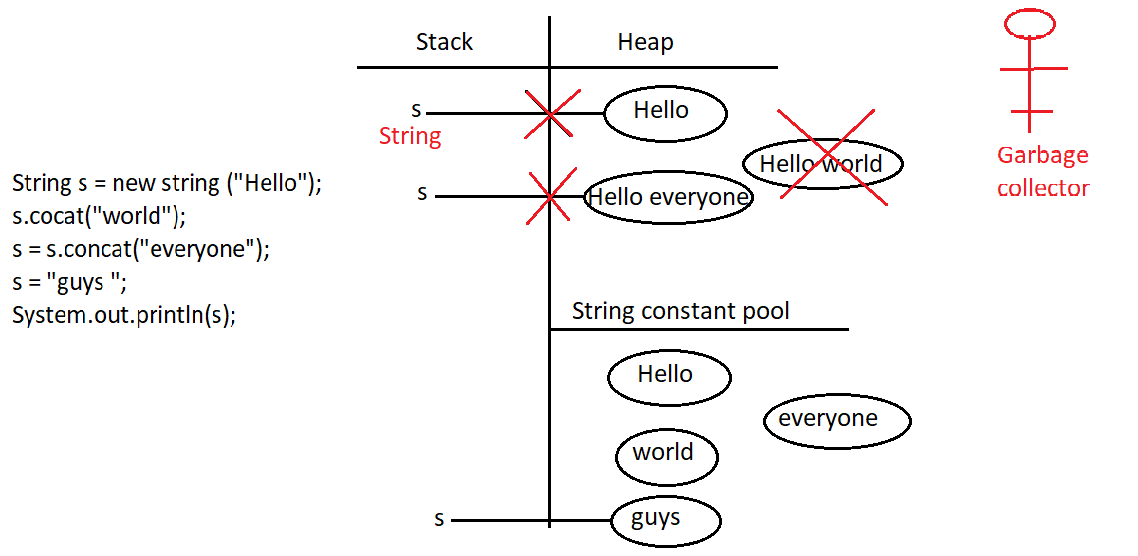 Stack
Heap
s
Hello
String
Hello world
Garbage
collector
s
Hello everyone
String s = new string ("Hello");
s.cocat("world");
s = s.concat("everyone");
s = "guys ";
System.out.println(s);
String constant pool
Hello
everyone
world
s
guys